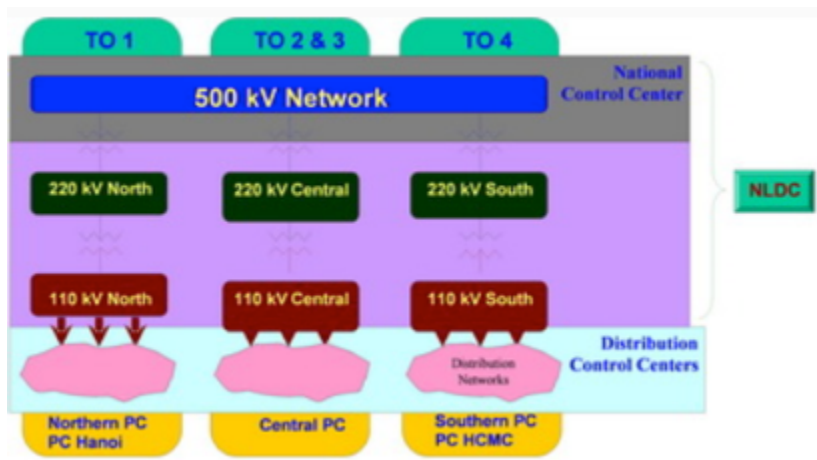 TO 1
TO 2 & 3
TO 4
National
Control Center
500 kV Network
220 kV North
220 kV Central
220 kV South
NLDC
110 kV North
110 kV Central
110 kV South
Distribution
Control Centers
Distribution
Networks
Northern PC
PC Hanoi
Central PC
Southern PC
PC HCMC